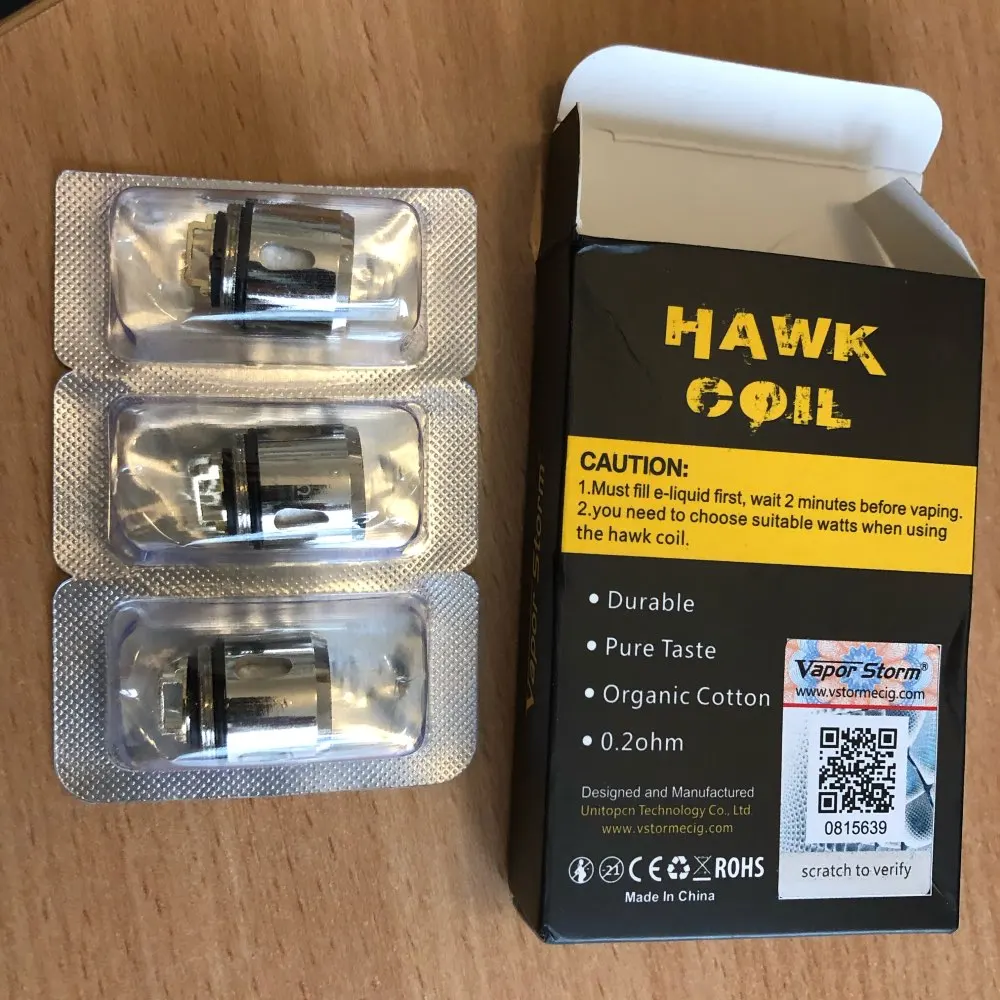 HAWK
COIL
CAUTION:
1.Must fill e-liquid first, wait 2 minutes before vaping.
2.you need to choose suitable watts when using
the hawk coil.
• Durable
• Pure Taste
• Organic Cotton
• 0.2ohm
Designed and Manufactured
Unitopcn Technology Co., Ltd.
www.vstormecig.com
-21
CE
ROHS
Made In China
Vapor Storm®
www.vstormecig.com
0815639
scratch to verify
Vapor Storm